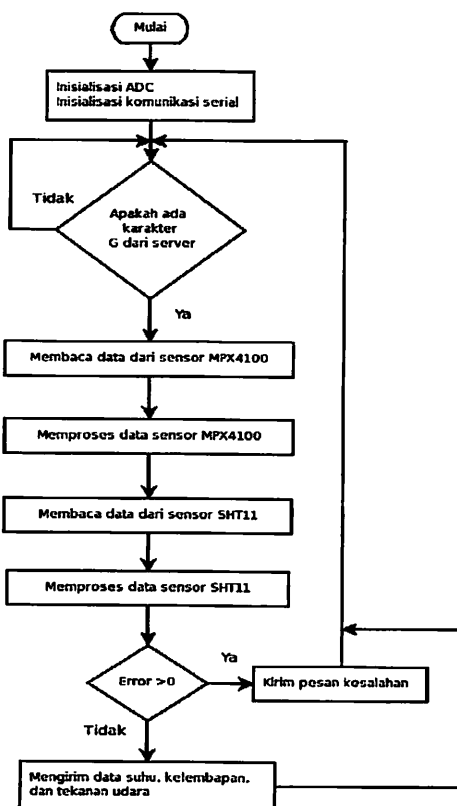 Mulai
Inisialisasi ADC
Inisialisasi komunikasi serial
Tidak
Apakah ada
karakter
G dari server
Ya
Membaca data dari sensor MPX4100
Memproses data sensor MPX4100
Membaca data dari sensor SHT11
Memproses data sensor SHT11
Error >0
Ya
Kirim pesan kesalahan
Tidak
Mengirim data suhu, kelembapan,
dan tekanan udara